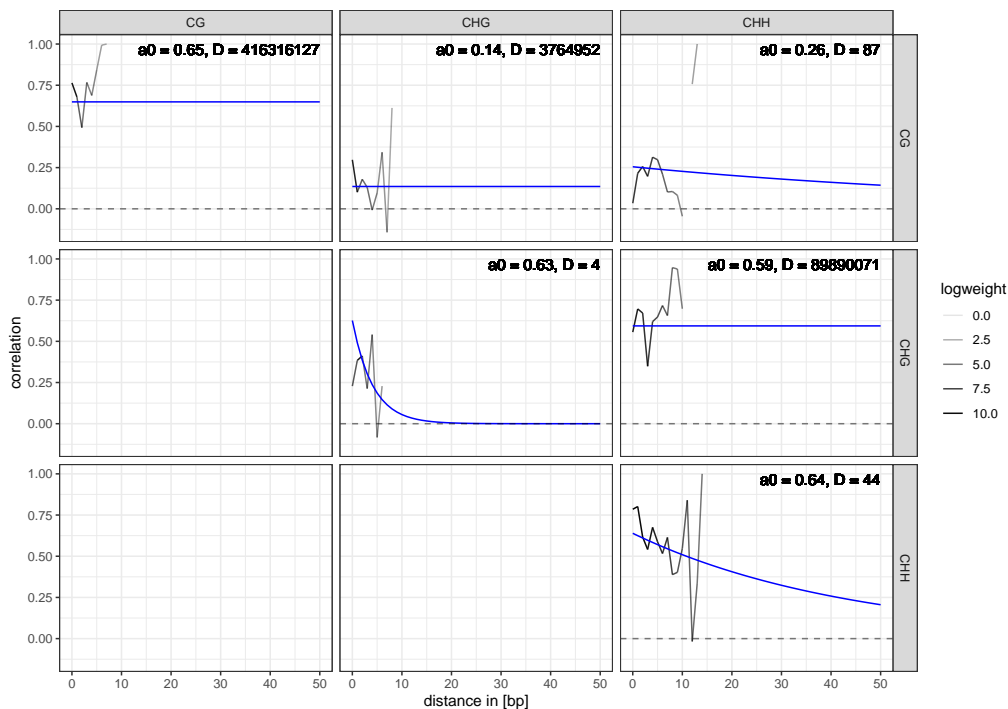 CG CHG CHH
a0 = 0.65, D = 416316127
a0 = 0.14, D = 3764952
a0 = 0.26, D = 87
1.00
0.75
0.50
0.25
0.00
CG
a0 = 0.63, D = 4
a0 = 0.59, D = 89890071
1.00
0.75
0.50
0.25
0.00
CHG
correlation
logweight
0.0
2.5
5.0
7.5
10.0
a0 = 0.64, D = 44
1.00
0.75
0.50
0.25
0.00
CHH
0 10 20 30 40 50 0 10 20 30 40 50 0 10 20 30 40 50
distance in [bp]